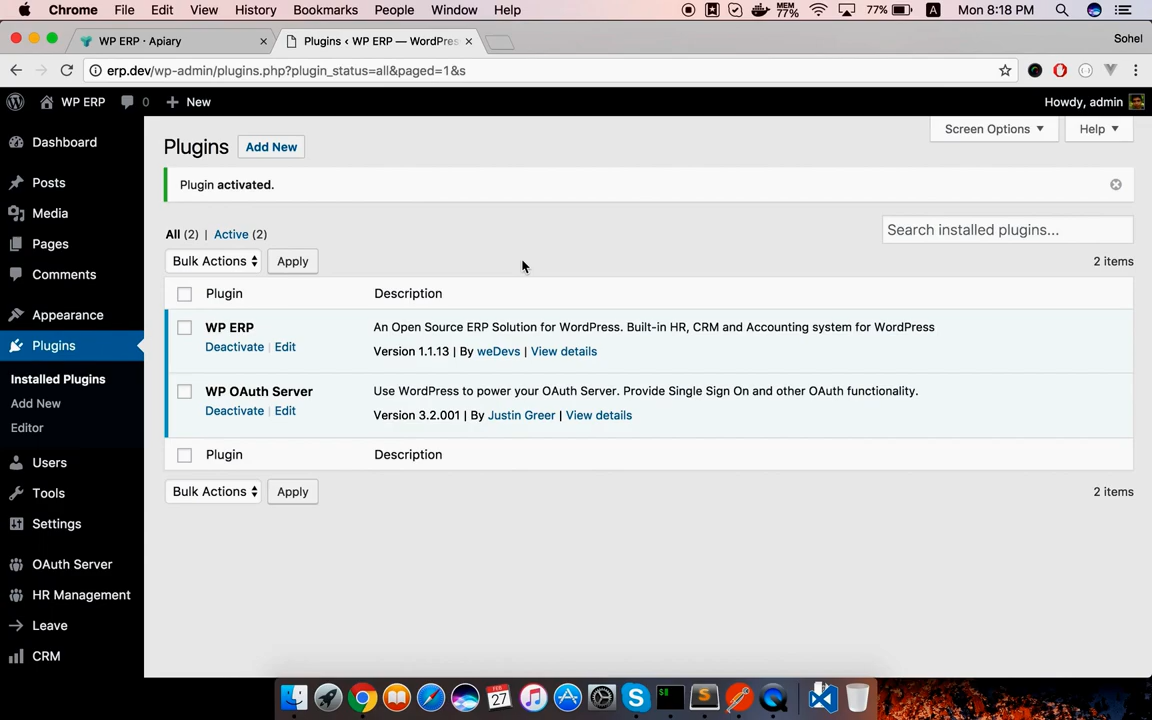 Chrome File Edit View History Bookmarks People Window Help MEM 77% 77% A Mon 8:18 PM
WP ERP · Apiary × Plugins ‹ WP ERP — WordPres × Sohel
erp.dev/wp-admin/plugins.php?plugin_status=all&paged=1&s
WP ERP 0 + New Howdy, admin
Dashboard
Posts
Media
Pages
Comments
Appearance
Plugins
Installed Plugins
Add New
Editor
Users
Tools
Settings
OAuth Server
HR Management
Leave
CRM
Screen Options Help
Plugins Add New
Plugin activated.
All (2) | Active (2)
Search installed plugins...
Bulk Actions Apply 2 items
Plugin Description
WP ERP An Open Source ERP Solution for WordPress. Built-in HR, CRM and Accounting system for WordPress
Deactivate | Edit Version 1.1.13 | By weDevs | View details
WP OAuth Server Use WordPress to power your OAuth Server. Provide Single Sign On and other OAuth functionality.
Deactivate | Edit Version 3.2.001 | By Justin Greer | View details
Plugin Description
Bulk Actions Apply 2 items
FEB
27